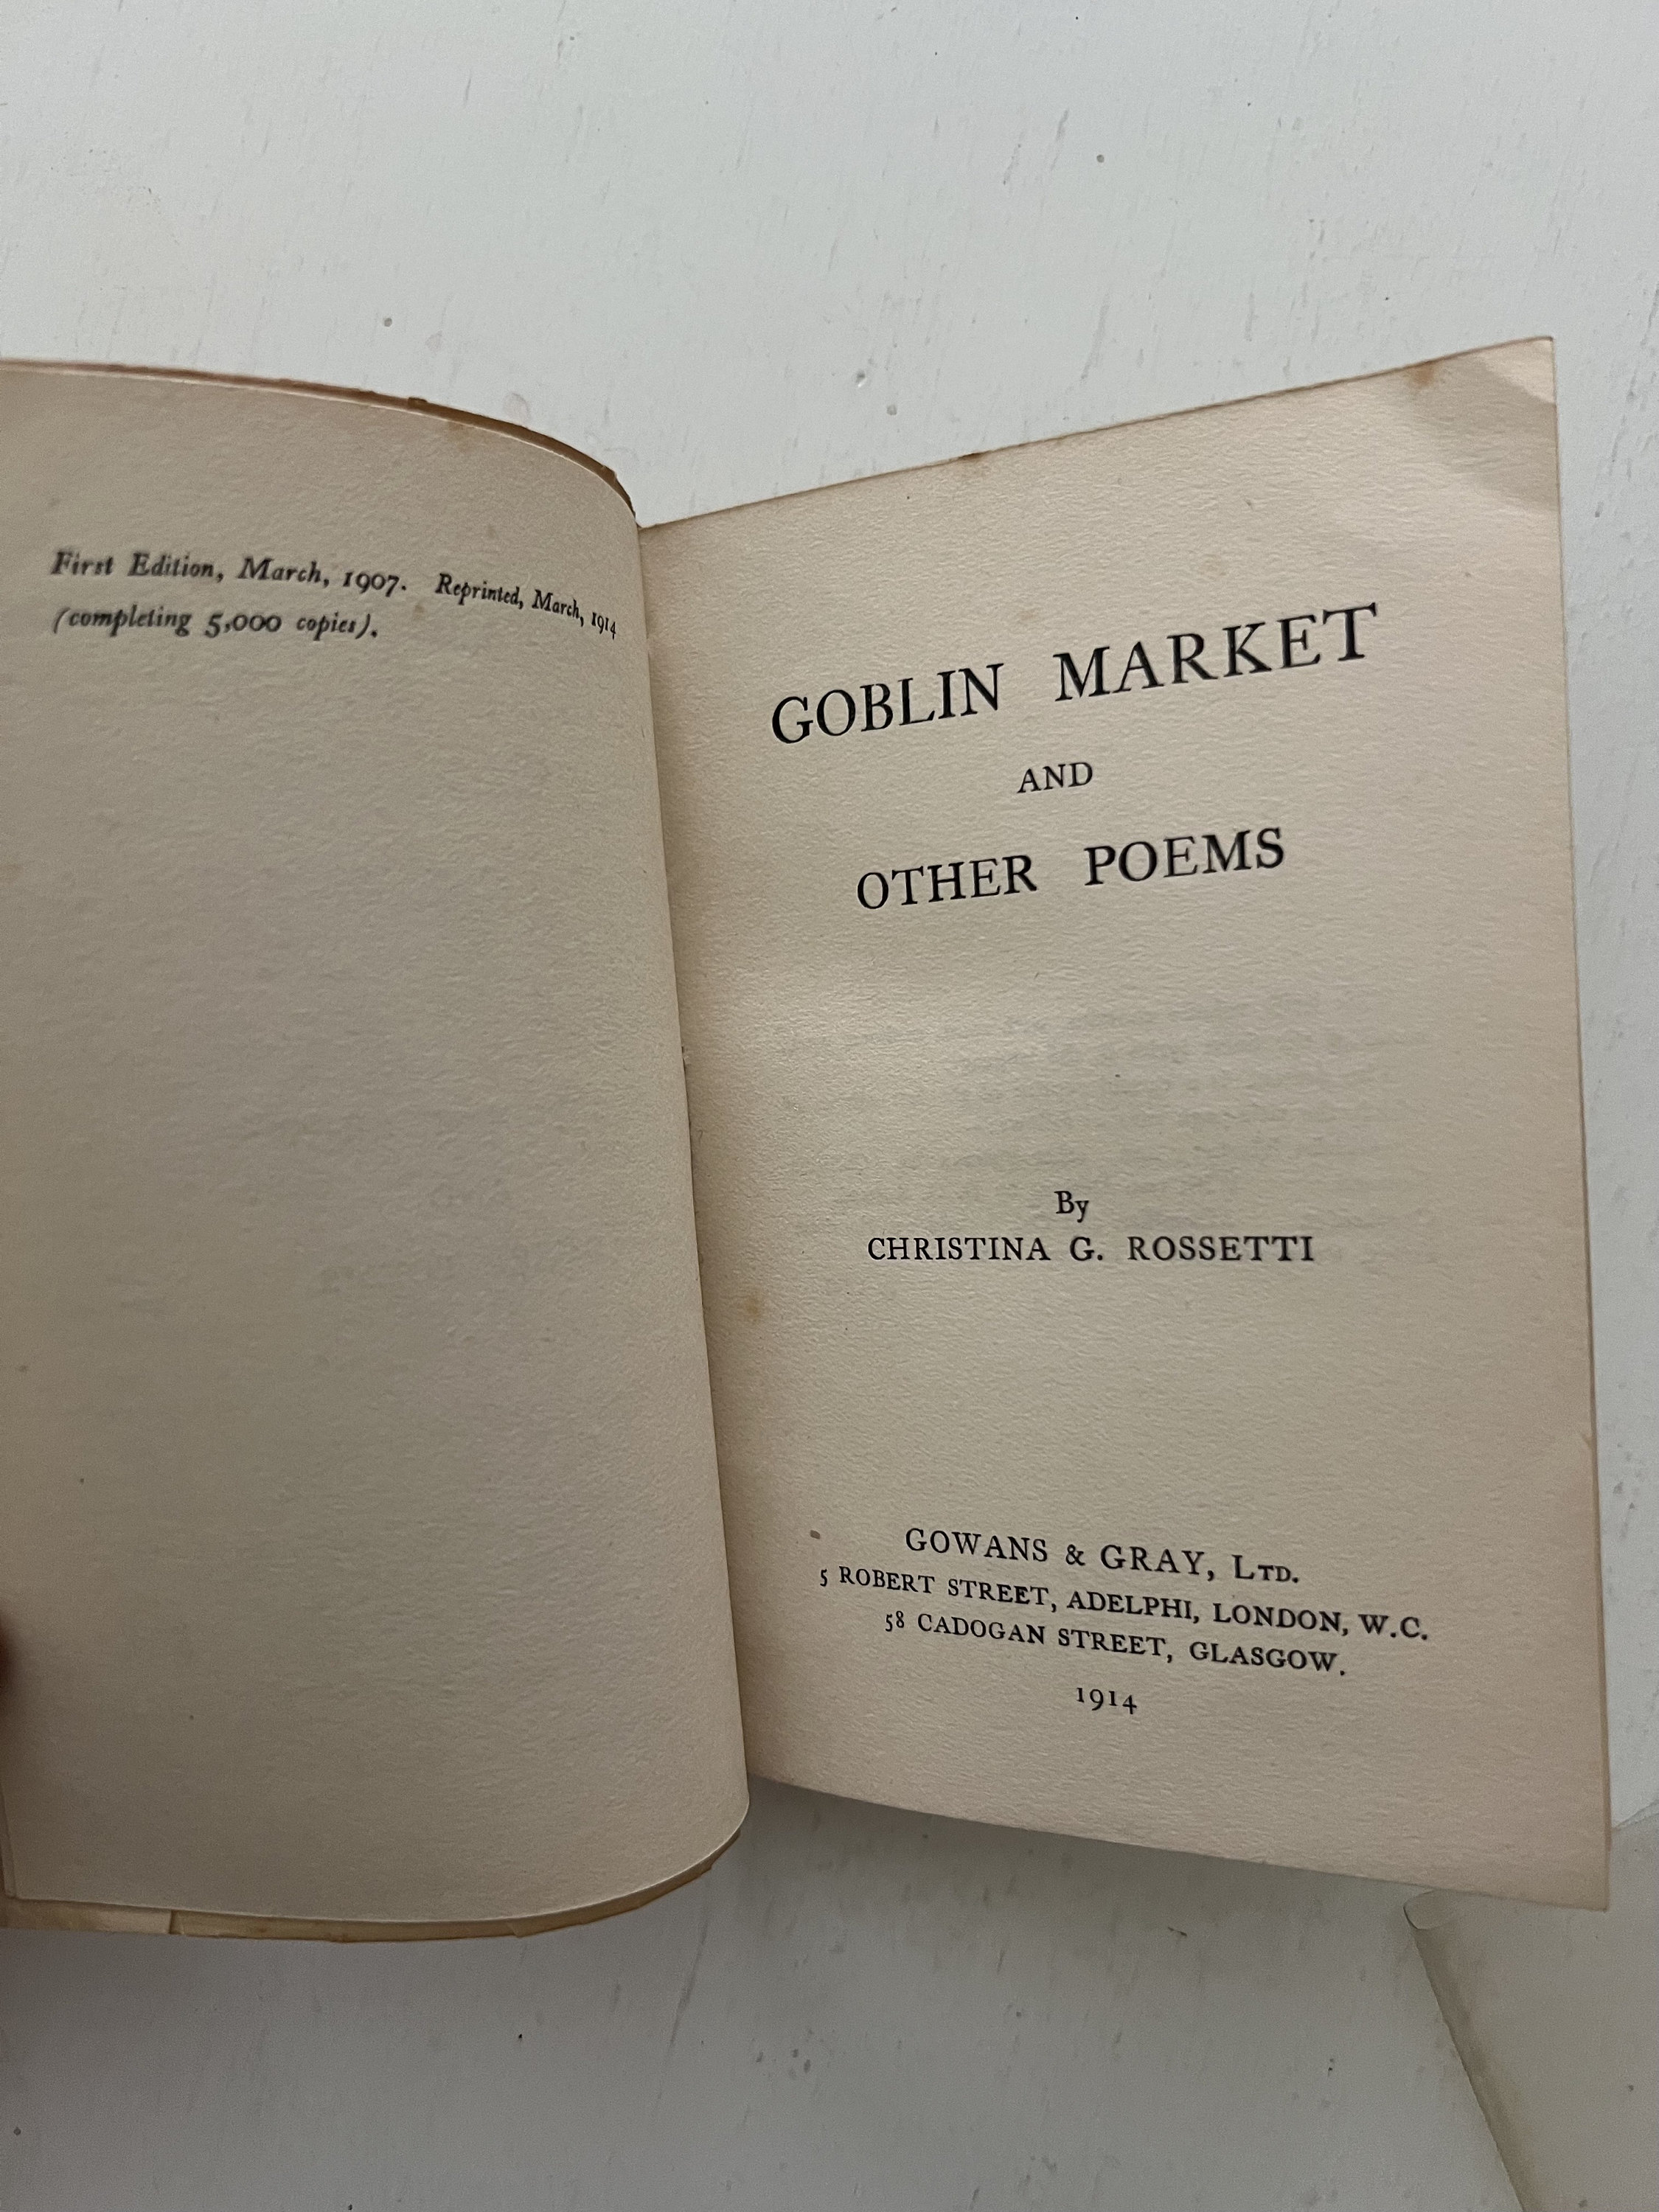 First Edition, March, 1907. Reprinted, March, 1914
(completing 5,000 copies).
GOBLIN MARKET
AND
OTHER POEMS
By
CHRISTINA G. ROSSETTI
GOWANS & GRAY, LTD.
5 ROBERT STREET, ADELPHI, LONDON, W.C.
58 CADOGAN STREET, GLASGOW.
1914